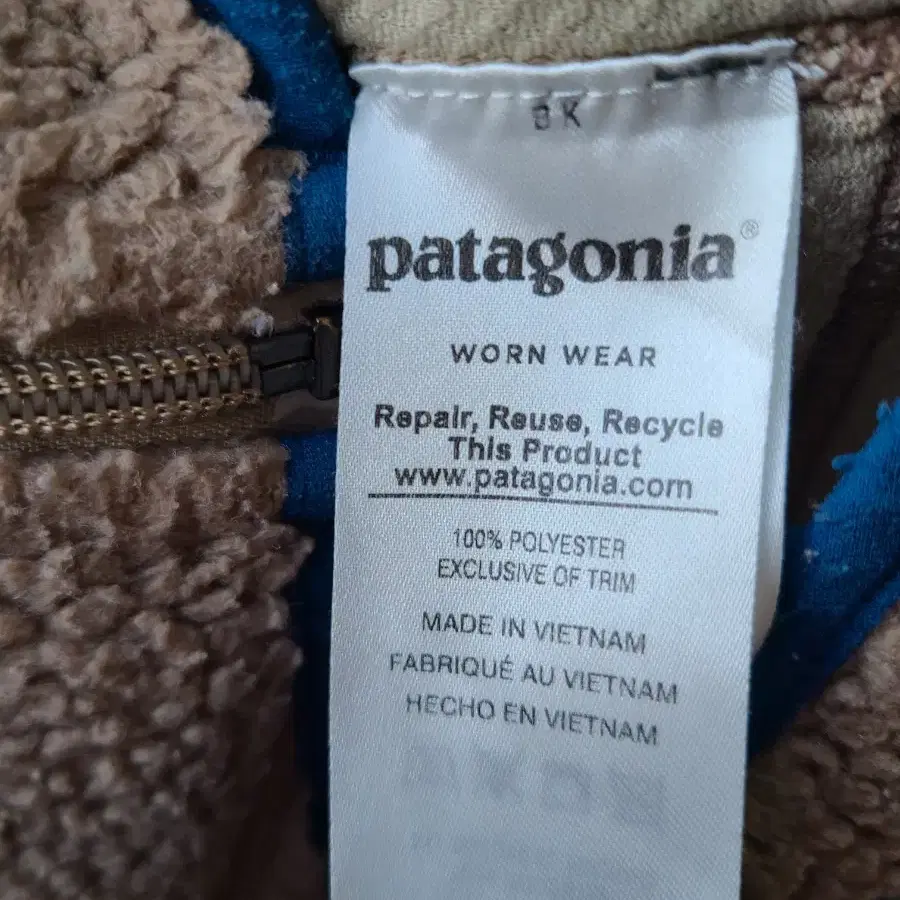 patagonia®
WORN WEAR
Repair, Reuse, Recycle
This Product
www.patagonia.com
100% POLYESTER
EXCLUSIVE OF TRIM
MADE IN VIETNAM
FABRIQUÉ AU VIETNAM
HECHO EN VIETNAM